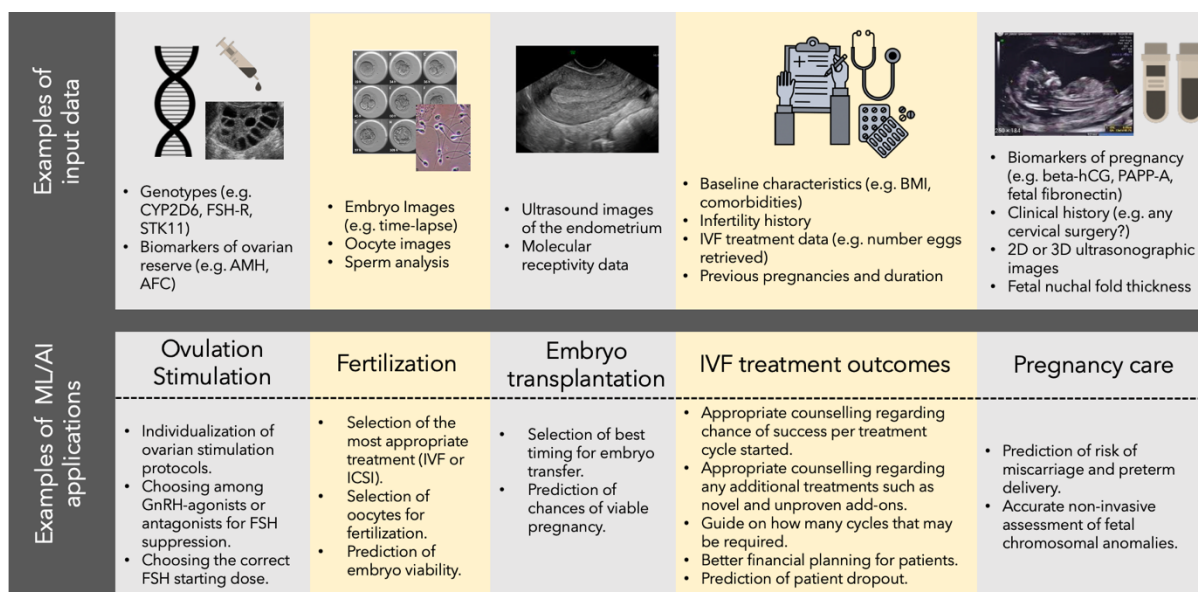 Examples of
input data
• Genotypes (e.g.
CYP2D6, FSH-R,
STK11)
• Biomarkers of ovarian
reserve (e.g. AMH,
AFC)
• Embryo Images
(e.g. time-lapse)
• Oocyte images
• Sperm analysis
• Ultrasound images of
the endometrium
• Molecular
receptivity data
• Baseline characteristics (e.g. BMI,
comorbidities)
• Infertility history
• IVF treatment data (e.g. number eggs
retrieved)
• Previous pregnancies and duration
• Biomarkers of pregnancy
(e.g. beta-hCG, PAPP-A,
fetal fibronectin)
• Clinical history (e.g. any
cervical surgery?)
• 2D or 3D ultrasonographic
images
• Fetal nuchal fold thickness
Examples of ML/AI
applications
Ovulation
Stimulation
• Individualization of
ovarian stimulation
protocols.
• Choosing among
GnRH-agonists or
antagonists for FSH
suppression.
• Choosing the correct
FSH starting dose.
Fertilization
• Selection of the
most appropriate
treatment (IVF or
ICSI).
• Selection of
oocytes for
fertilization.
• Prediction of
embryo viability.
Embryo
transplantation
• Selection of best
timing for embryo
transfer.
• Prediction of
chances of viable
pregnancy.
IVF treatment outcomes
• Appropriate counselling regarding
chance of success per treatment
cycle started.
• Appropriate counselling regarding
any additional treatments such as
novel and unproven add-ons.
• Guide on how many cycles that may
be required.
• Better financial planning for patients.
• Prediction of patient dropout.
Pregnancy care
• Prediction of risk of
miscarriage and preterm
delivery.
• Accurate non-invasive
assessment of fetal
chromosomal anomalies.